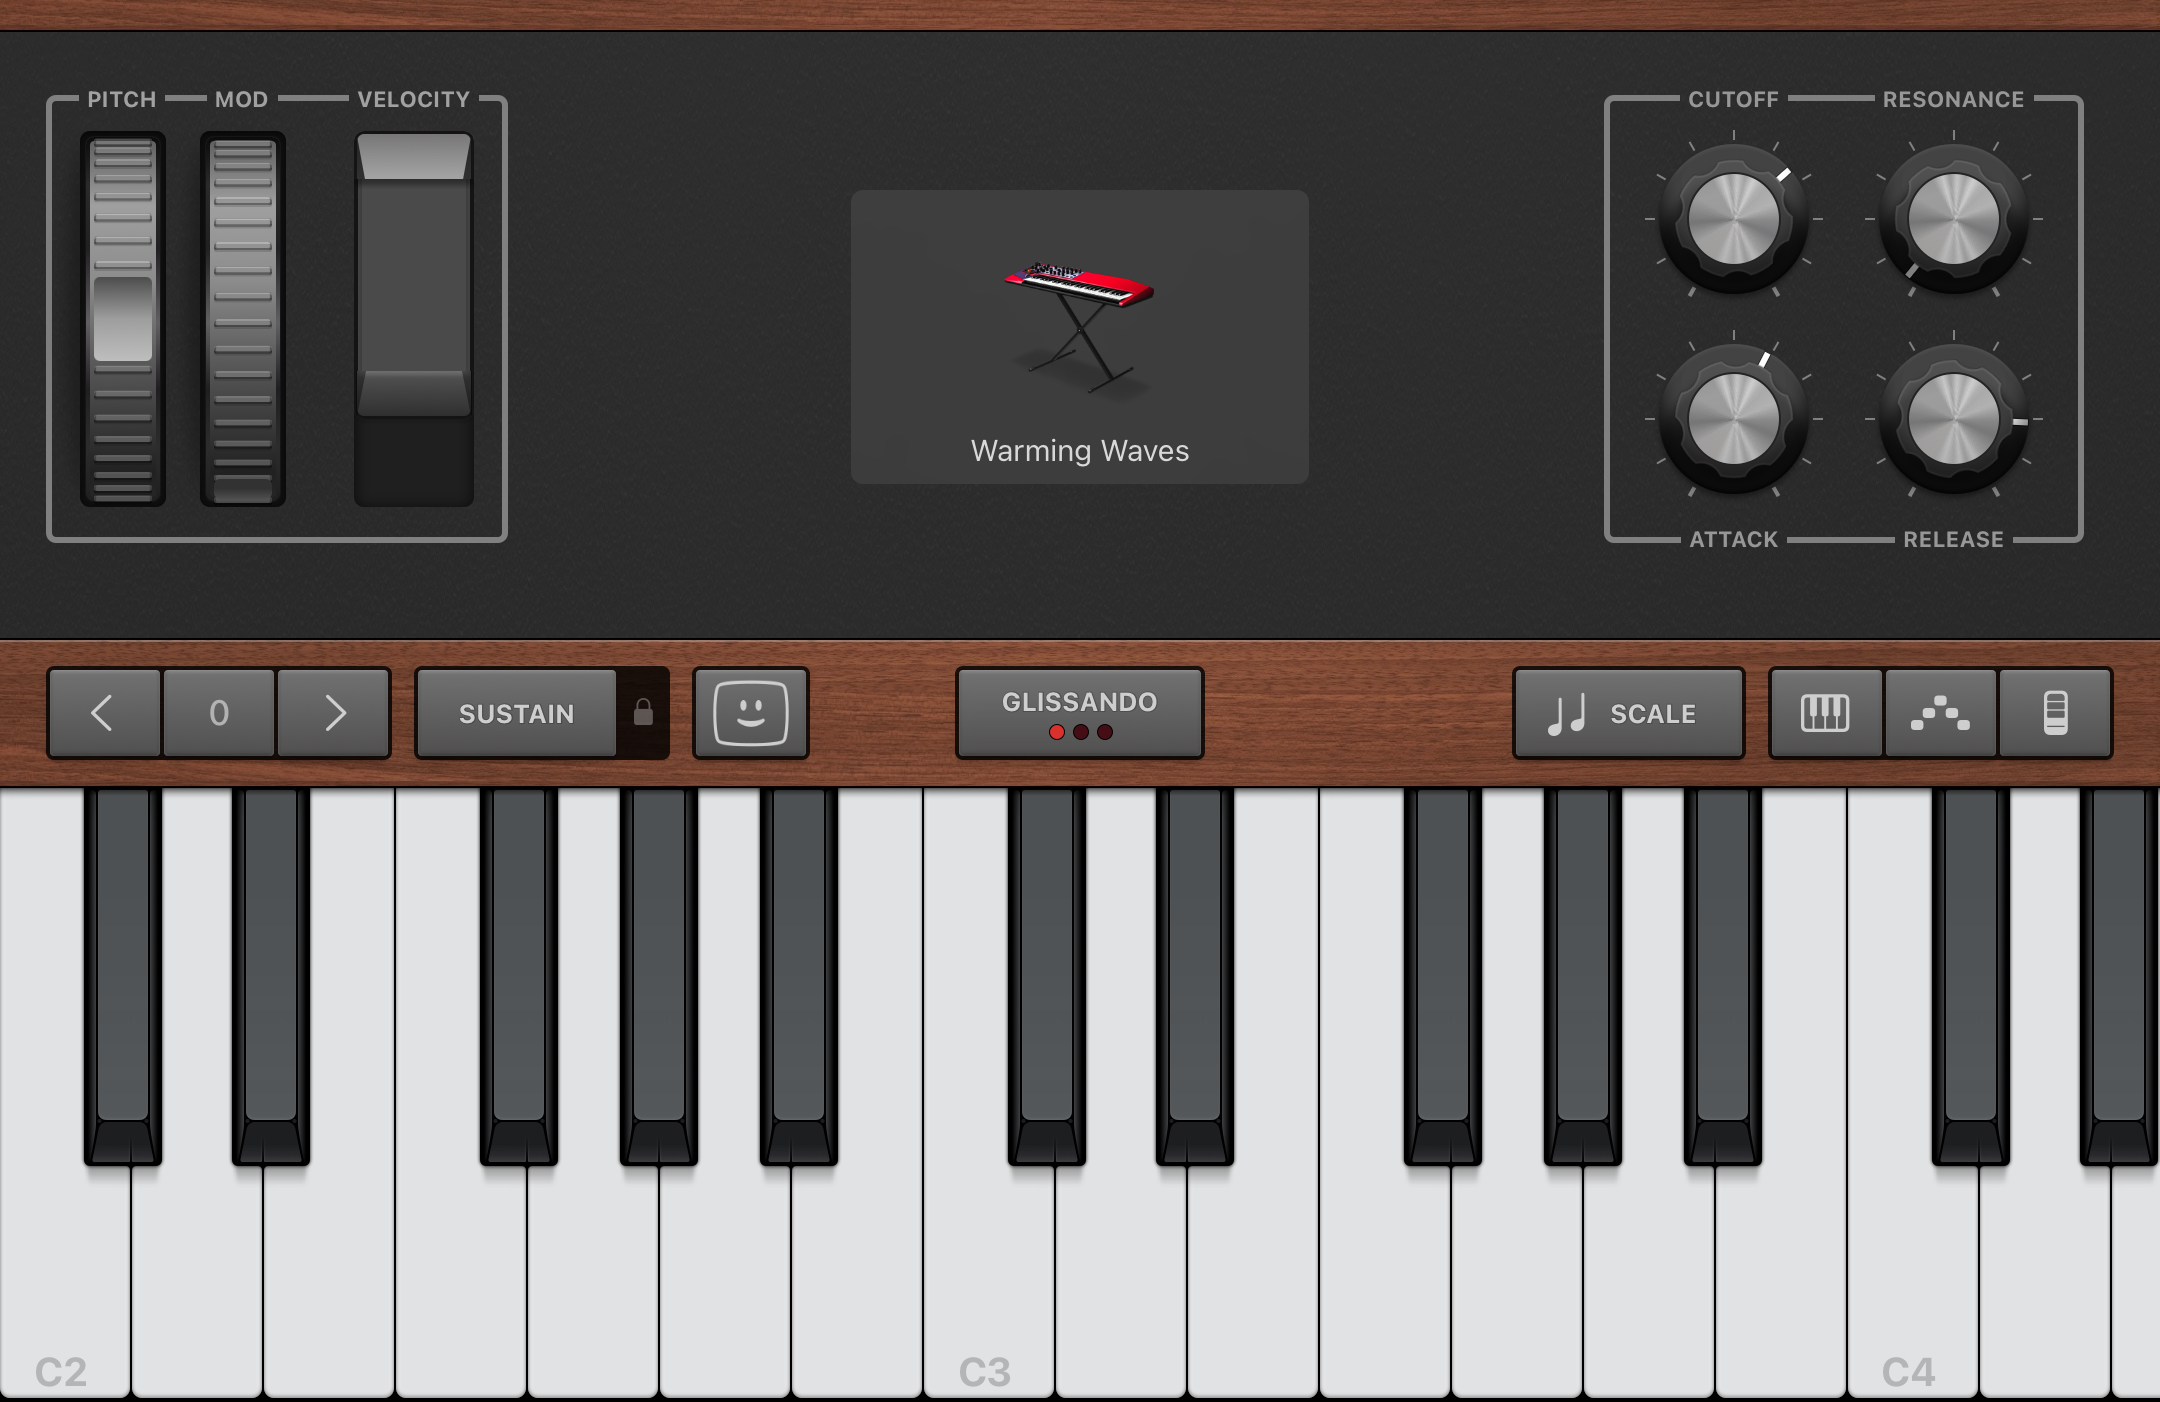 PITCH MOD VELOCITY
CUTOFF RESONANCE
Warming Waves
ATTACK RELEASE
0 SUSTAIN GLISSANDO SCALE
C2 C3 C4